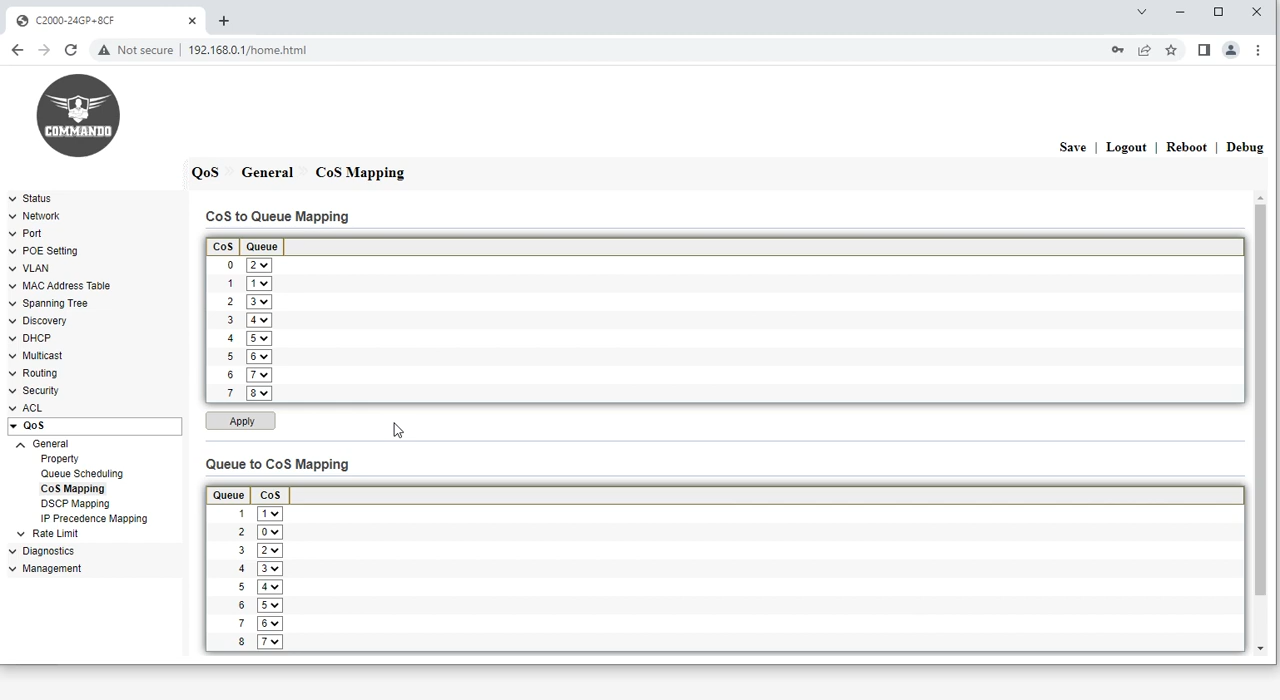 C2000-24GP+8CF
Not secure 192.168.0.1/home.html
COMMANDO
Save | Logout | Reboot | Debug
QoS General CoS Mapping
Status
Network
Port
POE Setting
VLAN
MAC Address Table
Spanning Tree
Discovery
DHCP
Multicast
Routing
Security
ACL
QoS
General
Property
Queue Scheduling
CoS Mapping
DSCP Mapping
IP Precedence Mapping
Rate Limit
Diagnostics
Management
CoS to Queue Mapping
CoS Queue
0 2
1 1
2 3
3 4
4 5
5 6
6 7
7 8
Apply
Queue to CoS Mapping
Queue CoS
1 1
2 0
3 2
4 3
5 4
6 5
7 6
8 7